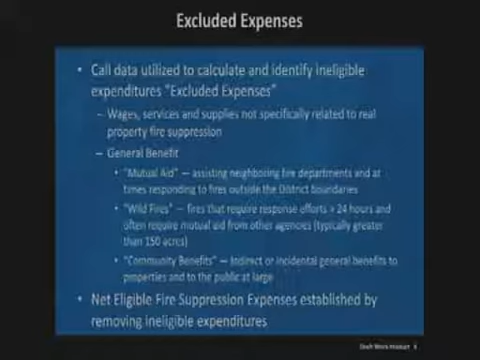 Excluded Expenses
• Call data utilized to calculate and identify ineligible
expenditures "Excluded Expenses"
– Wages, services and supplies not specifically related to real
property fire suppression
– General Benefit
• "Mutual Aid" — assisting neighboring fire departments and at
times responding to fires outside the District boundaries
• "Wild Fires" – fires that require response efforts > 24 hours and
often require mutual aid from other agencies (typically greater
than 150 acres)
• "Community Benefits" — Indirect or incidental general benefits to
properties and to the public at large
• Net Eligible Fire Suppression Expenses established by
removing ineligible expenditures
Draft Work Product